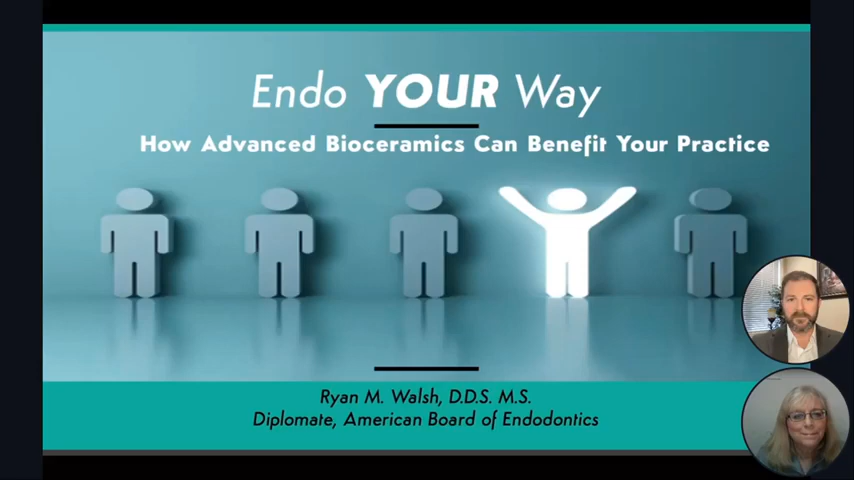 Endo YOUR Way
How Advanced Bioceramics Can Benefit Your Practice
Ryan M. Walsh, D.D.S. M.S.
Diplomate, American Board of Endodontics